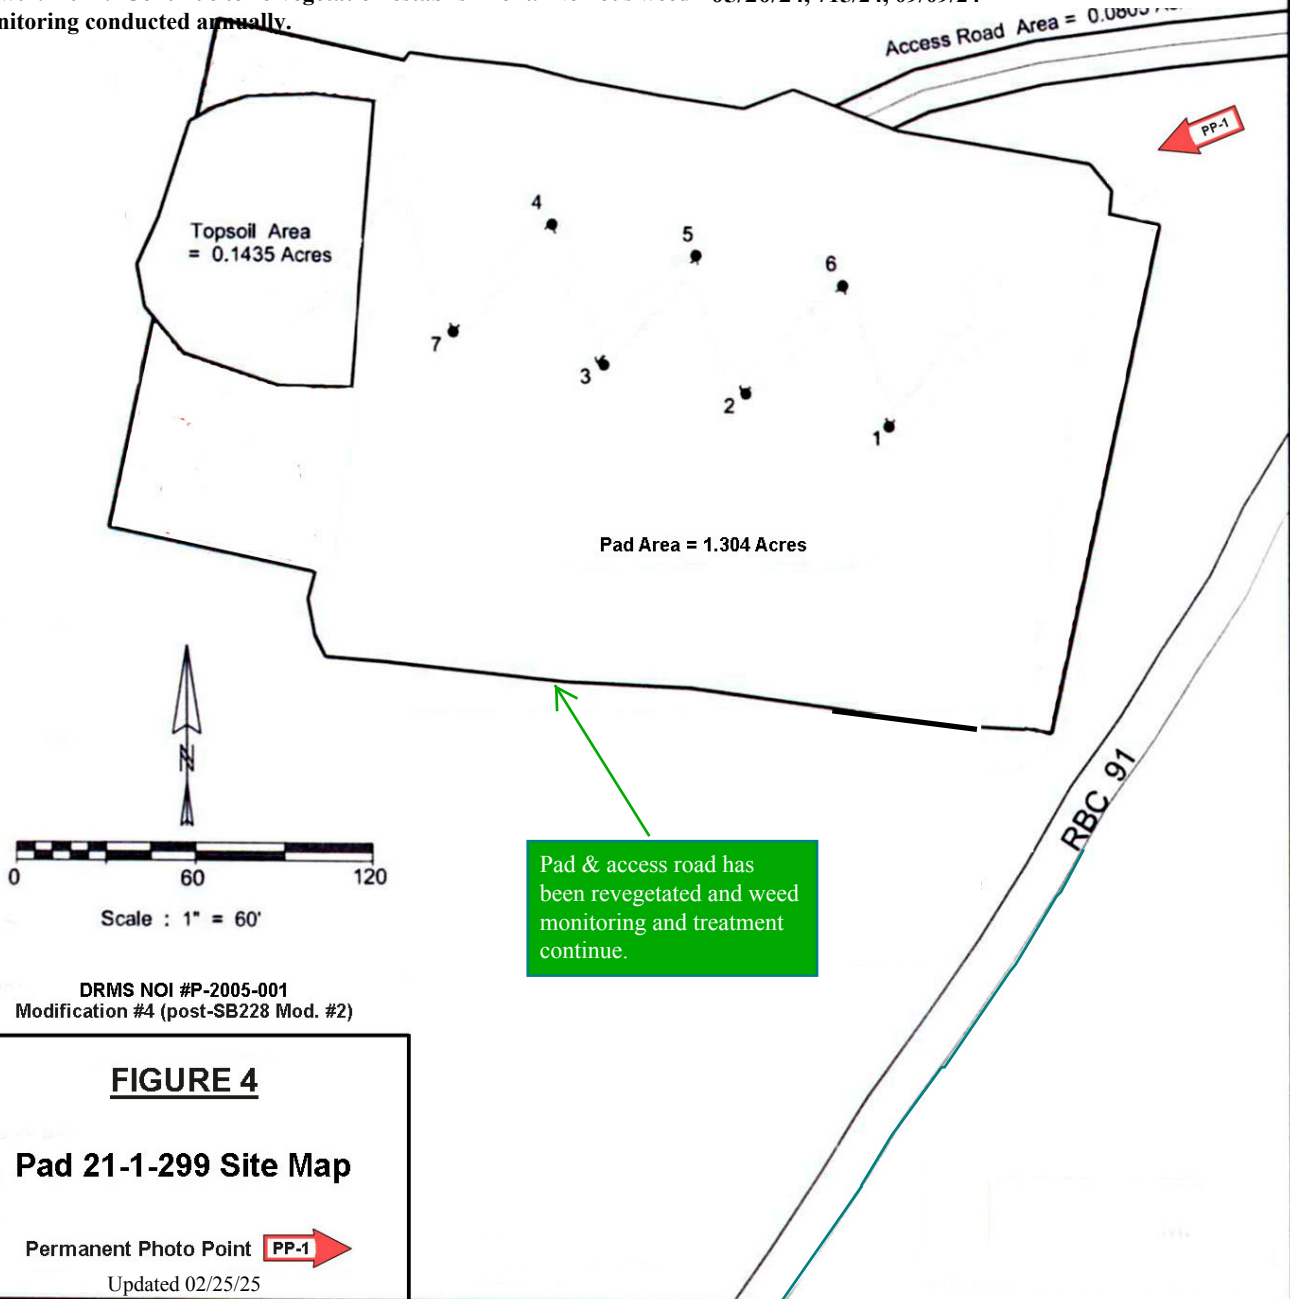 nitoring conducted annually.
Access Road Area =
PP-1
Topsoil Area
= 0.1435 Acres
4
5
6
7
3
2
1
Pad Area = 1.304 Acres
N
0 60 120
Scale : 1" = 60'
RBC 91
Pad & access road has
been revegetated and weed
monitoring and treatment
continue.
DRMS NOI #P-2005-001
Modification #4 (post-SB228 Mod. #2)
FIGURE 4
Pad 21-1-299 Site Map
Permanent Photo Point PP-1
Updated 02/25/25